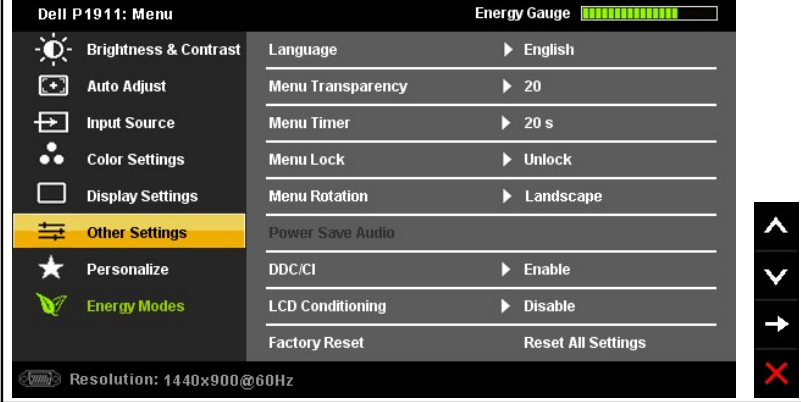 Dell P1911: Menu Energy Gauge
Brightness & Contrast Language English
Auto Adjust Menu Transparency 20
Input Source Menu Timer 20 s
Color Settings Menu Lock Unlock
Display Settings Menu Rotation Landscape
Other Settings Power Save Audio
Personalize DDC/CI Enable
Energy Modes LCD Conditioning Disable
Factory Reset Reset All Settings
Resolution: 1440x900@60Hz